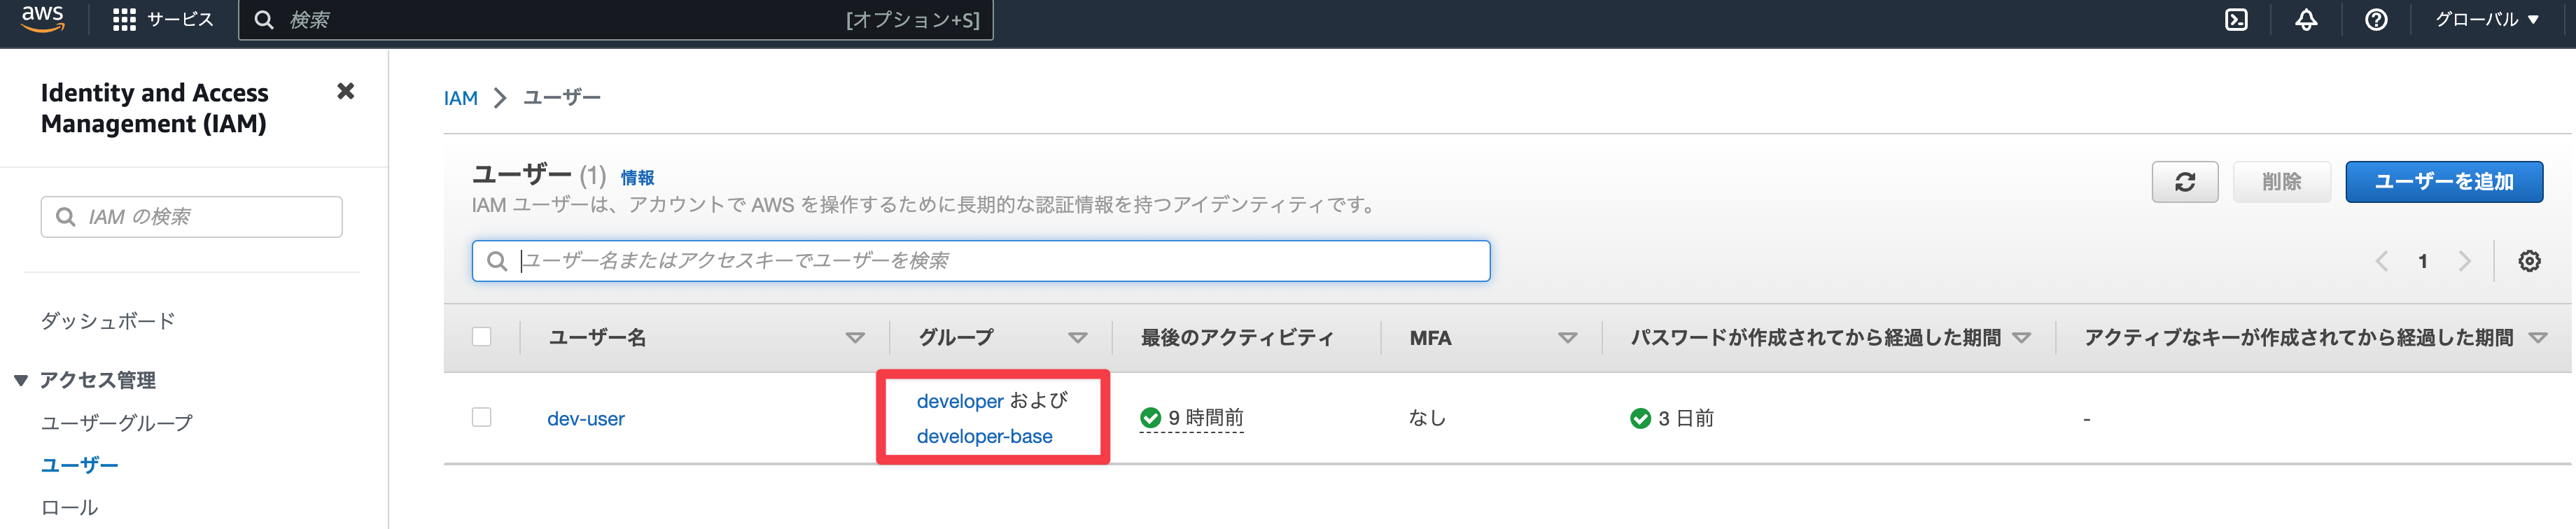 aws
サービス
検索
[オプション+S]
グローバル
Identity and Access
Management (IAM)
IAM の検索
ダッシュボード
アクセス管理
ユーザーグループ
ユーザー
ロール
IAM
ユーザー
ユーザー (1) 情報
IAM ユーザーは、アカウントで AWS を操作するために長期的な認証情報を持つアイデンティティです。
削除
ユーザーを追加
ユーザー名またはアクセスキーでユーザーを検索
1
ユーザー名 グループ 最後のアクティビティ MFA パスワードが作成されてから経過した期間 アクティブなキーが作成されてから経過した期間
dev-user
developer および
developer-base
9 時間前
なし
3 日前
-